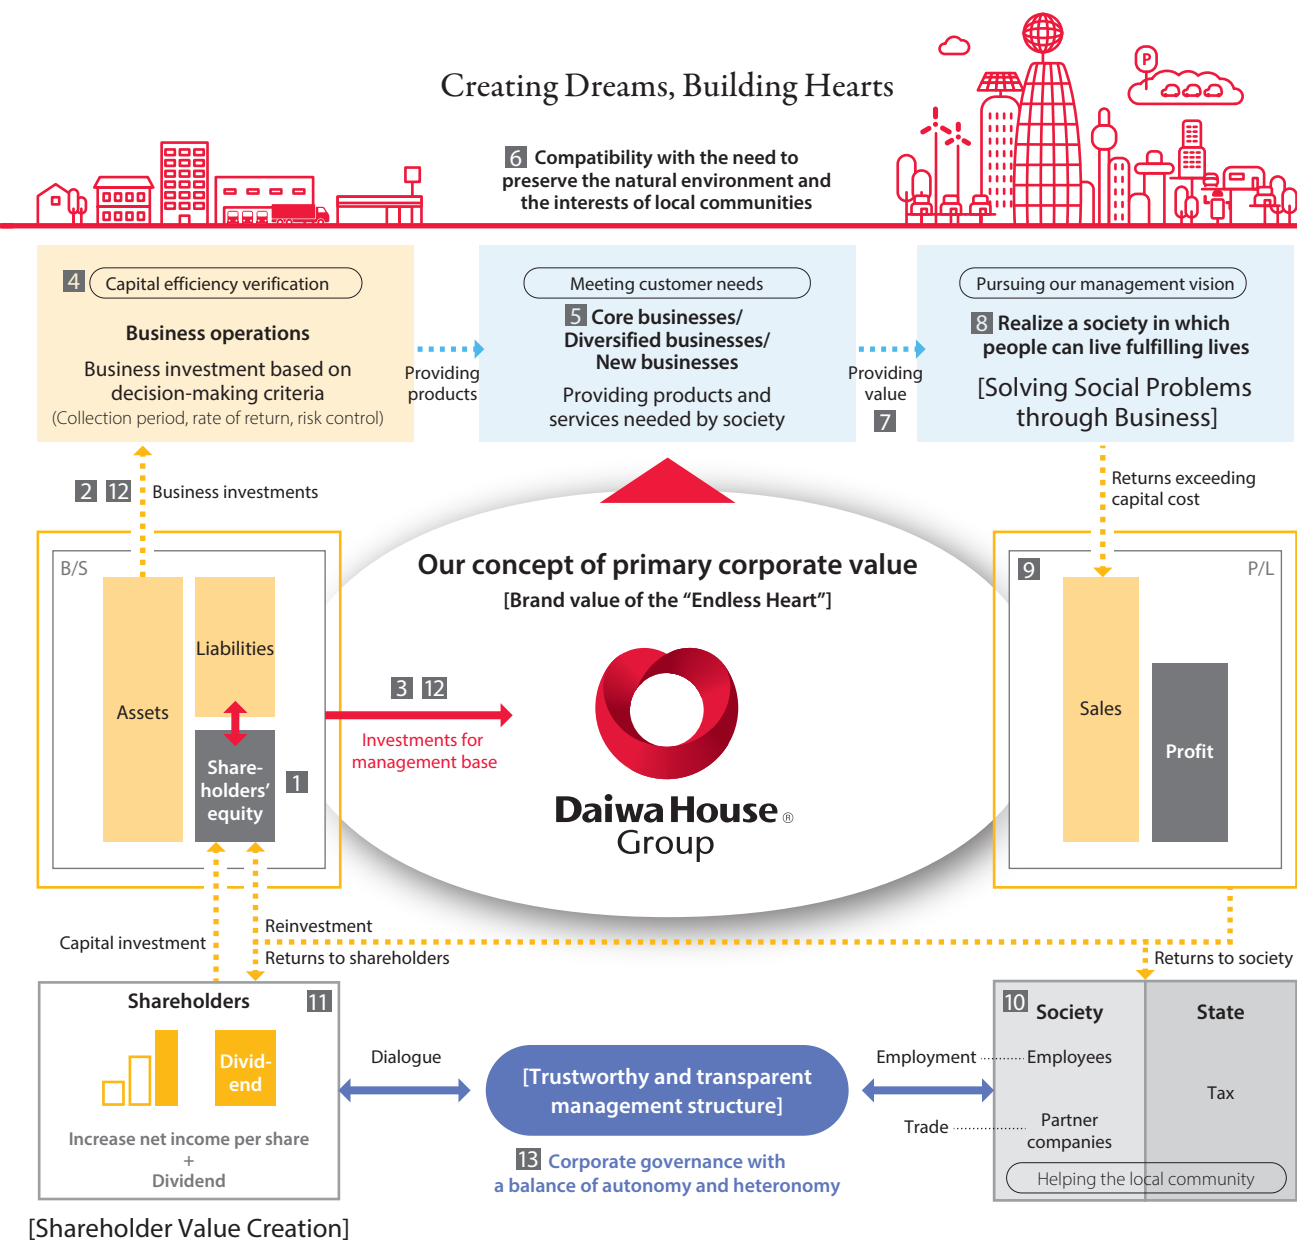 Creating Dreams, Building Hearts
P
6 Compatibility with the need to
preserve the natural environment and
the interests of local communities
4 Capital efficiency verification
Business operations
Business investment based on
decision-making criteria
(Collection period, rate of return, risk control)
Providing
products
Meeting customer needs
5 Core businesses/
Diversified businesses/
New businesses
Providing products and
services needed by society
Providing
value
7
Pursuing our management vision
8 Realize a society in which
people can live fulfilling lives
[Solving Social Problems
through Business]
2 12 Business investments
Returns exceeding
capital cost
B/S
Assets
Liabilities
Share-
holders'
equity
1
3 12
Investments for
management base
Our concept of primary corporate value
[Brand value of the “Endless Heart”]
Daiwa House ®
Group
9
P/L
Sales
Profit
Capital investment
Reinvestment
Returns to shareholders
Returns to society
Shareholders
11
Divid-
end
Increase net income per share
+
Dividend
[Shareholder Value Creation]
Dialogue
[Trustworthy and transparent
management structure]
13 Corporate governance with
a balance of autonomy and heteronomy
Employment
Trade
10 Society
Employees
Partner
companies
State
Tax
Helping the local community